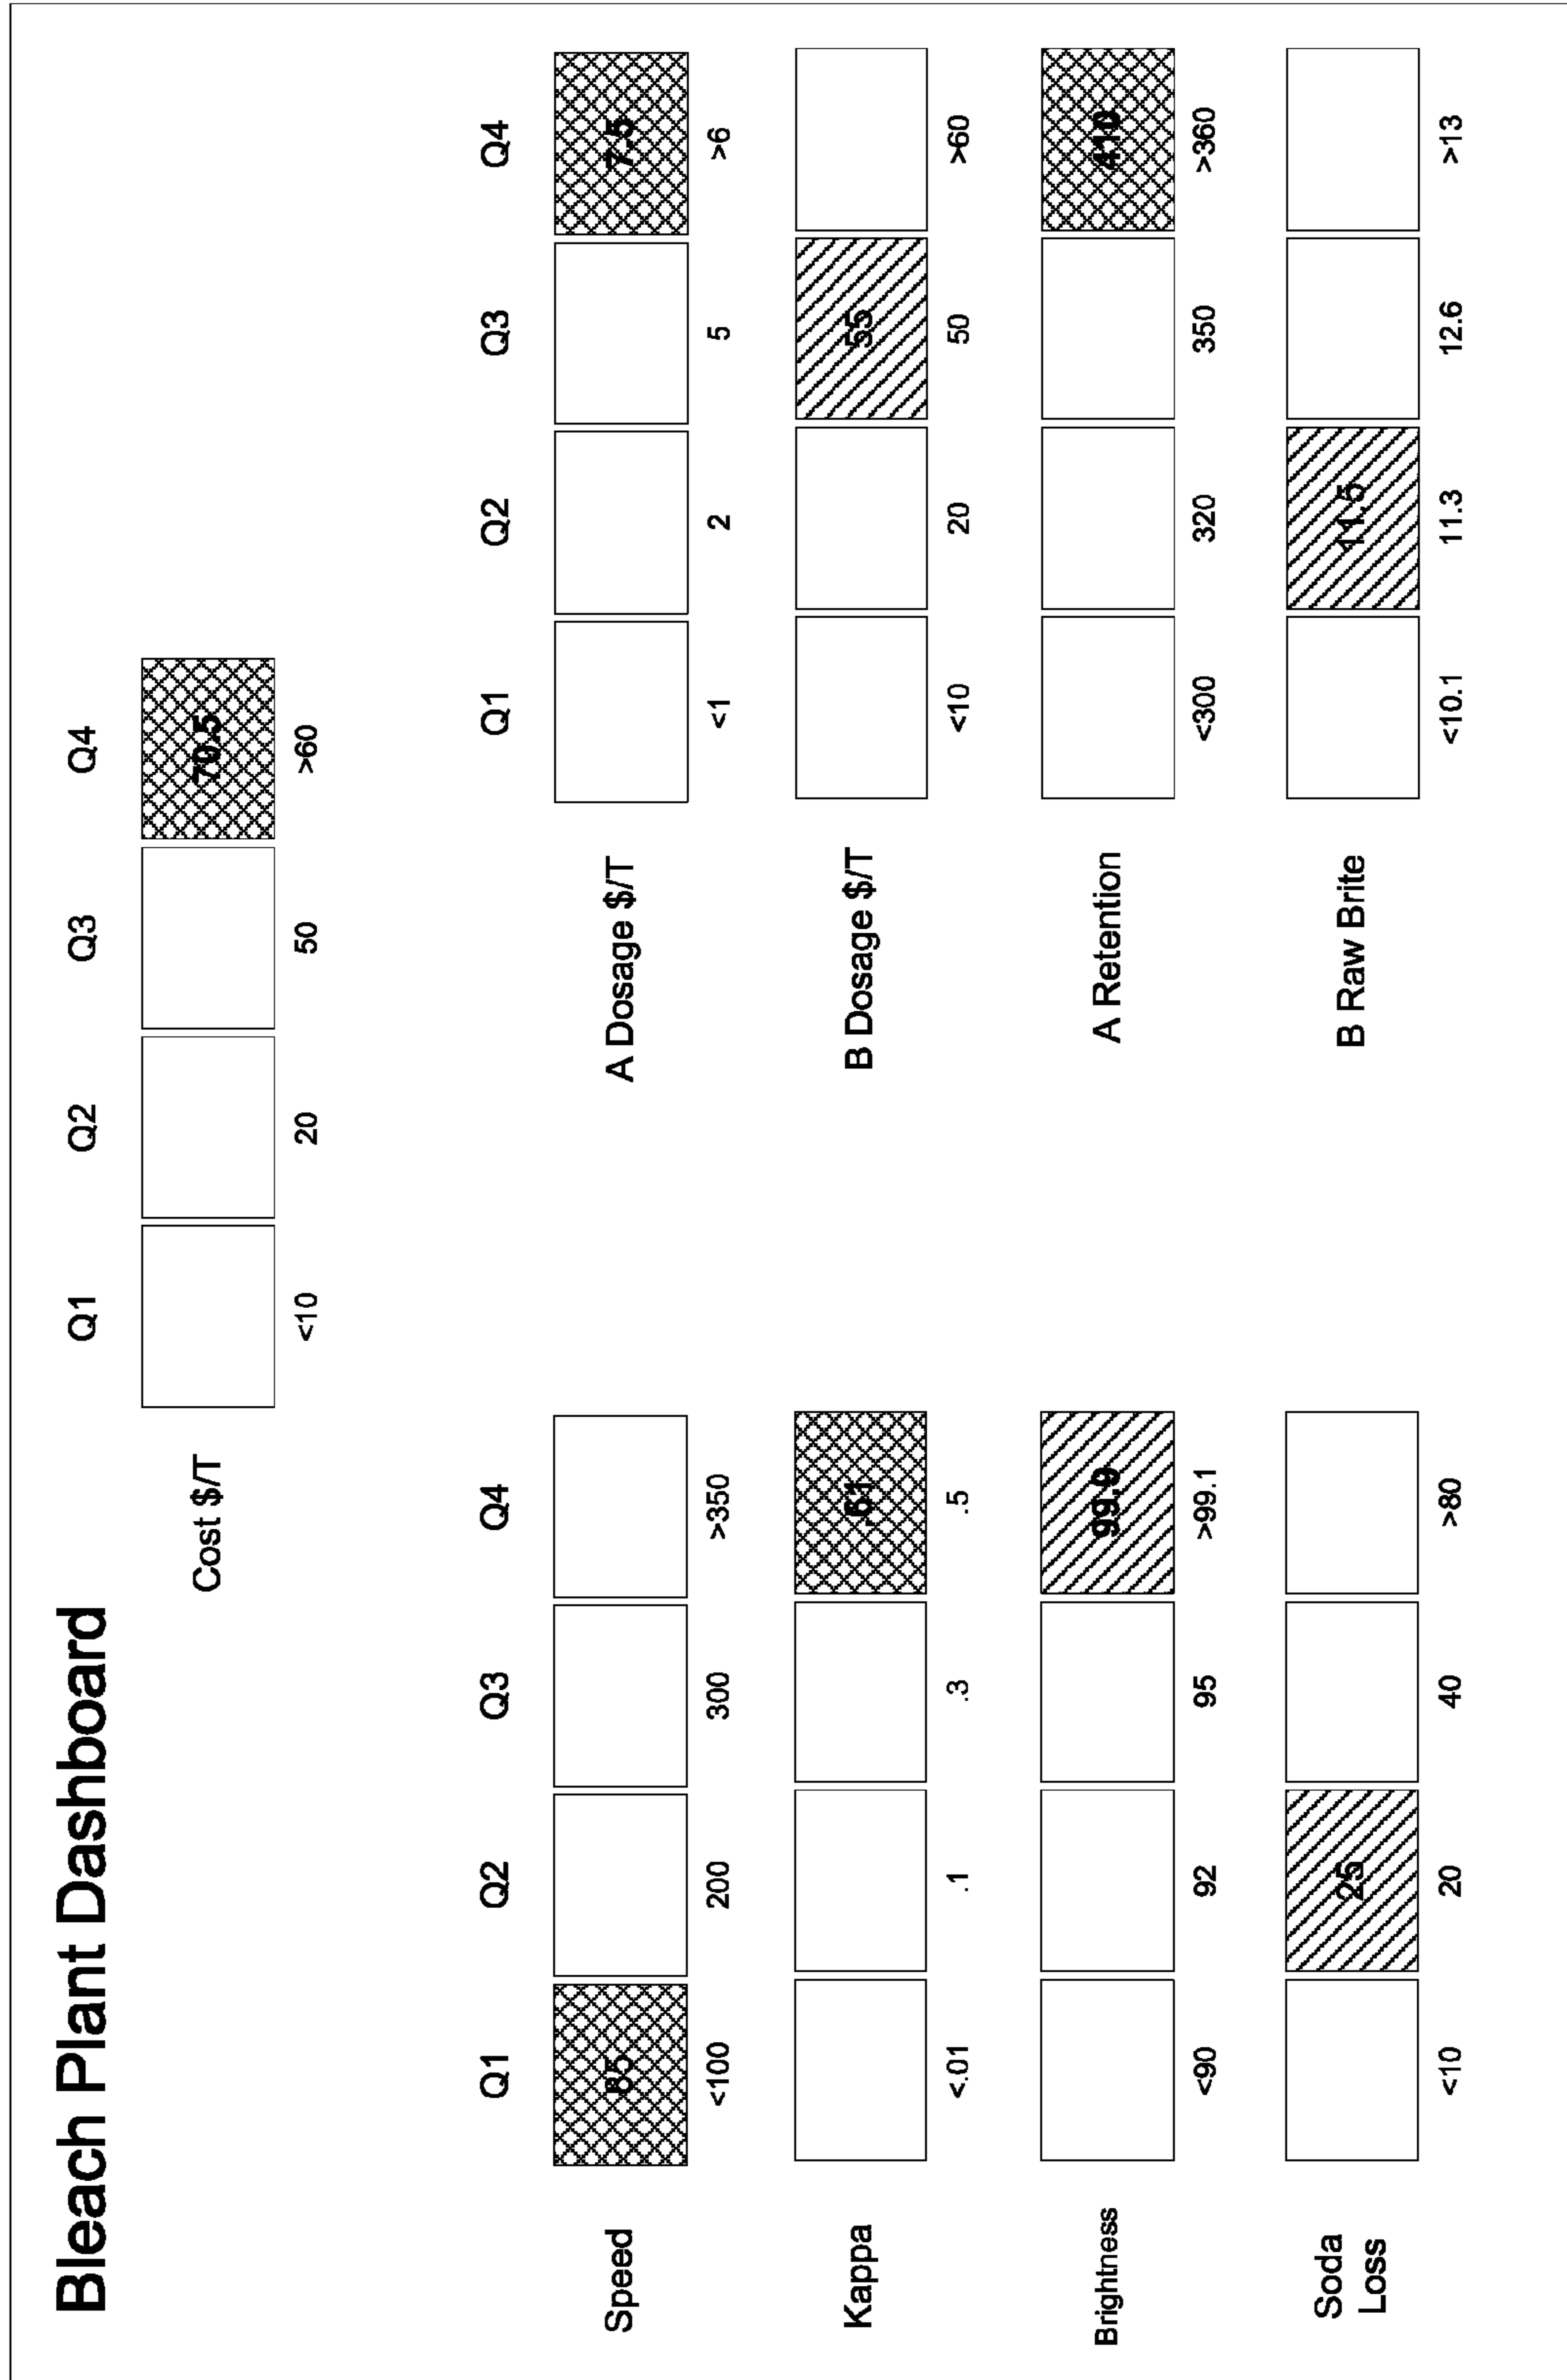 Bleach Plant Dashboard
Q1 Q2 Q3 Q4
Cost $/T 70.5
<10 20 50 >60
Q1 Q2 Q3 Q4
Speed 85
<100 200 300 >350
Kappa .61
<.01 .1 .3 .5
Brightness 99.9
<90 92 95 >99.1
Soda
Loss
25
<10 20 40 >80
Q1 Q2 Q3 Q4
A Dosage $/T 7.5
<1 2 5 >6
B Dosage $/T 55
<10 20 50 >60
A Retention 410
<300 320 350 >360
B Raw Brite 11.5
<10.1 11.3 12.6 >13